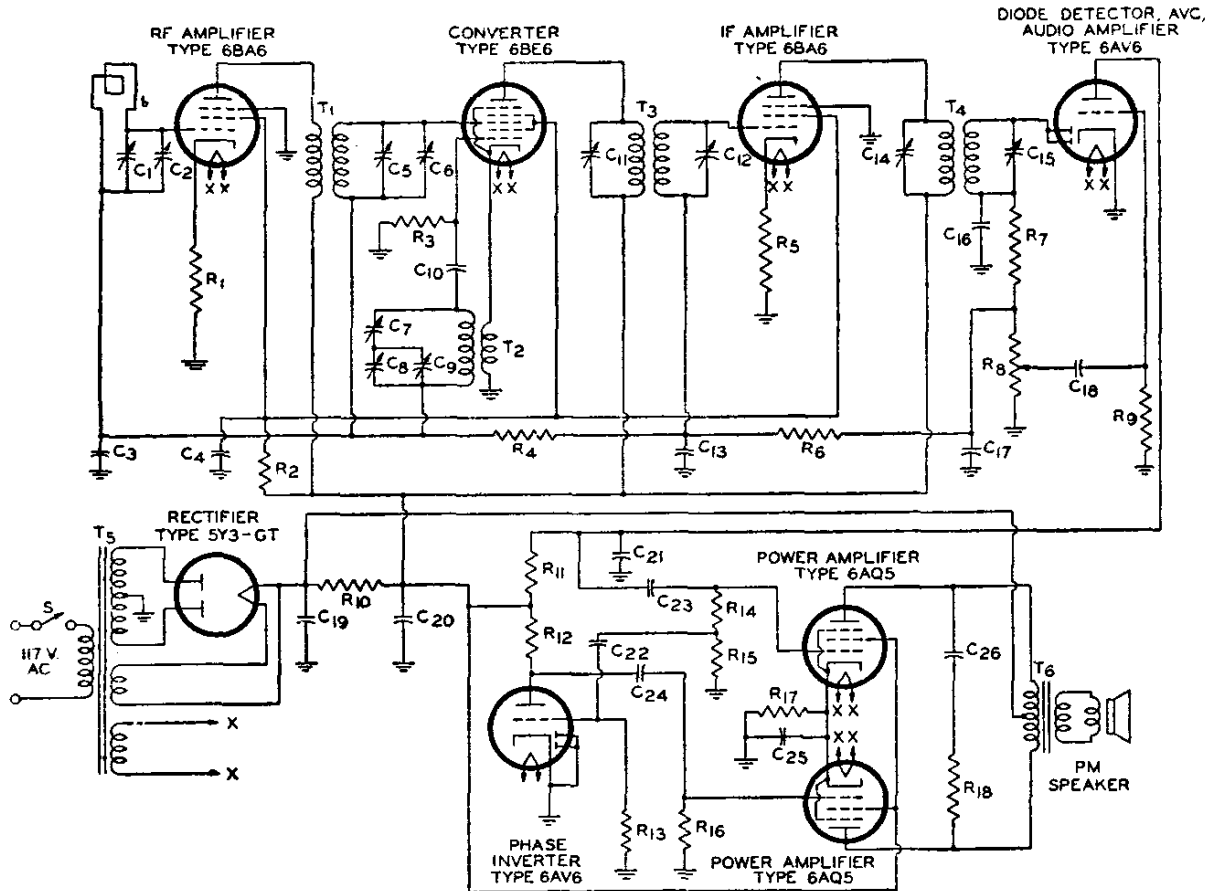 RF AMPLIFIER
TYPE 6BA6
CONVERTER
TYPE 6BE6
IF AMPLIFIER
TYPE 6BA6
DIODE DETECTOR, AVC,
AUDIO AMPLIFIER
TYPE 6AV6
T1
T3
T4
C1
C2
C5
C6
C11
C12
C14
C15
X X
X X
X X
X X
R1
R3
C10
R5
C16
R7
C7
C8
C9
T2
R8
C18
R9
C3
C4
R2
R4
C13
R6
C17
RECTIFIER
TYPE 5Y3-GT
T5
S
117 V.
AC
R10
C19
C20
X
X
R11
R12
C21
C23
C22
C24
R14
R15
POWER AMPLIFIER
TYPE 6AQ5
C26
T6
R17
X X
X X
C25
R18
PM
SPEAKER
R13
R16
PHASE
INVERTER
TYPE 6AV6
POWER AMPLIFIER
TYPE 6AQ5